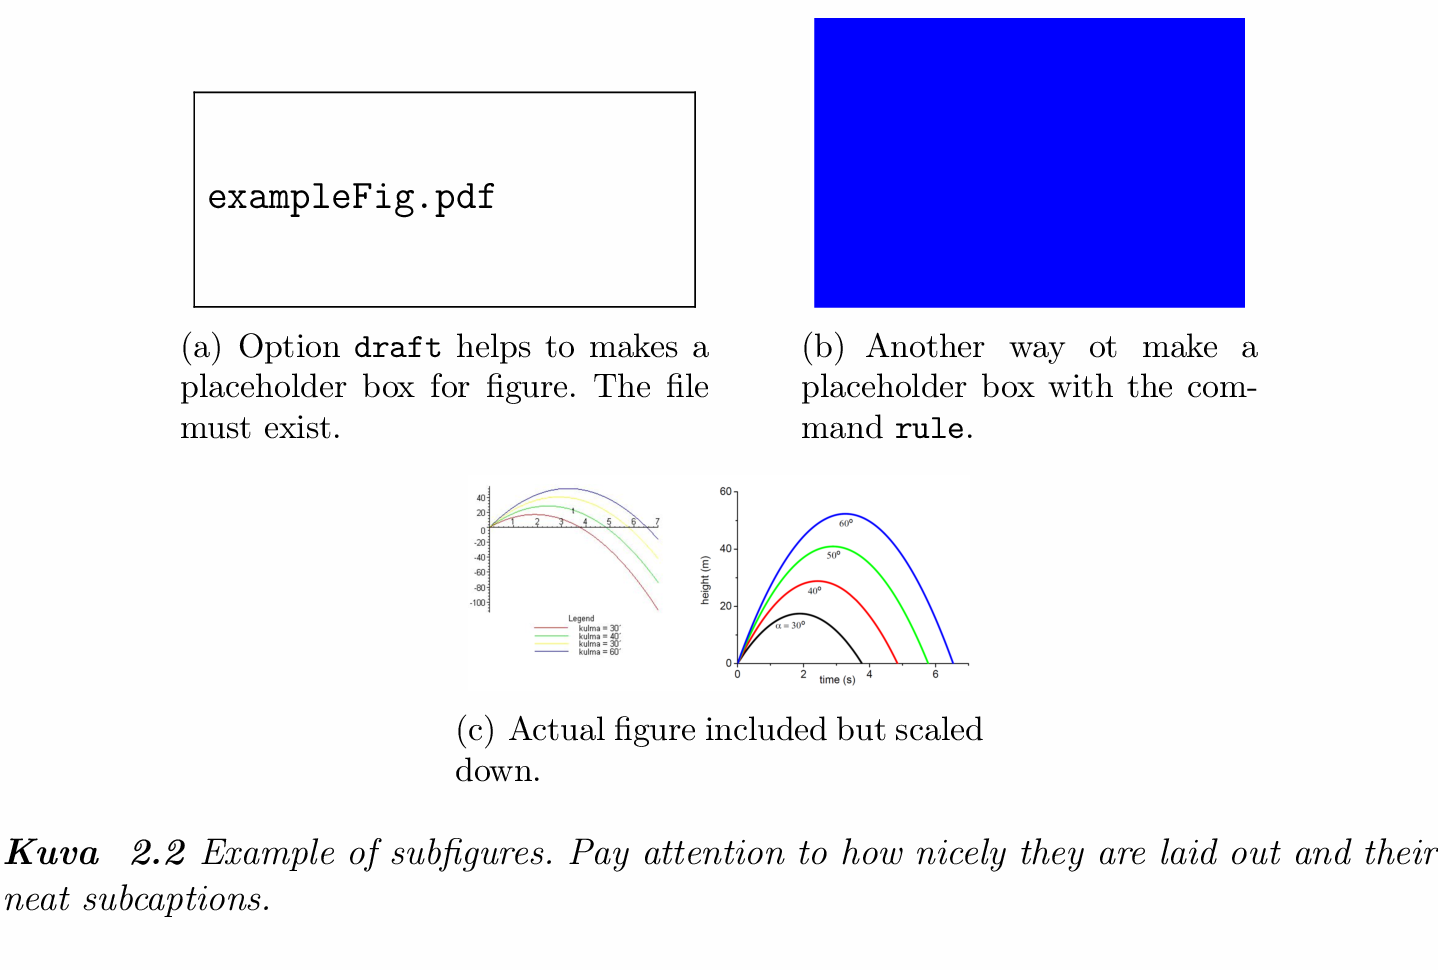 exampleFig.pdf
(a) Option draft helps to makes a
placeholder box for figure. The file
must exist.
(b) Another way ot make a
placeholder box with the com-
mand rule.
40
20
0
-20
-40
-60
-80
-100
1 2 3 4 5 6 7
t
Legend
kulma = 30°
kulma = 40°
kulma = 30°
kulma = 60°
60
40
20
0
height (m)
60°
50°
40°
α = 30°
0 2 4 6
time (s)
(c) Actual figure included but scaled
down.
Kuva 2.2 Example of subfigures. Pay attention to how nicely they are laid out and their
neat subcaptions.